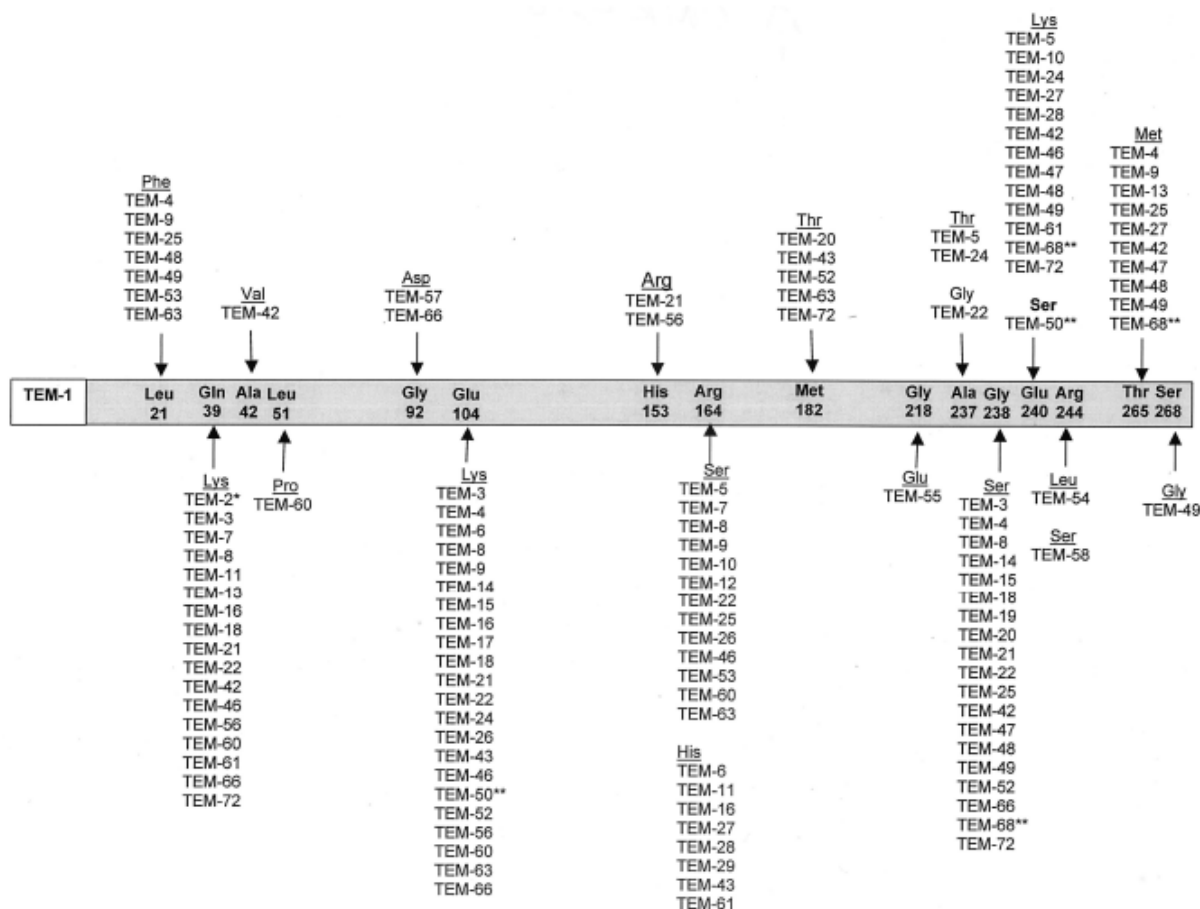 Phe
TEM-4
TEM-9
TEM-25
TEM-48
TEM-49
TEM-53
TEM-63
Val
TEM-42
Asp
TEM-57
TEM-66
Arg
TEM-21
TEM-56
Thr
TEM-20
TEM-43
TEM-52
TEM-63
TEM-72
Thr
TEM-5
TEM-24
Gly
TEM-22
Lys
TEM-5
TEM-10
TEM-24
TEM-27
TEM-28
TEM-42
TEM-46
TEM-47
TEM-48
TEM-49
TEM-61
TEM-68**
TEM-72
Ser
TEM-50**
Met
TEM-4
TEM-9
TEM-13
TEM-25
TEM-27
TEM-42
TEM-47
TEM-48
TEM-49
TEM-68**
TEM-1 Leu Gln Ala Leu Gly Glu His Arg Met Gly Ala Gly Glu Arg Thr Ser
21 39 42 51 92 104 153 164 182 218 237 238 240 244 265 268
Lys
TEM-2*
TEM-3
TEM-7
TEM-8
TEM-11
TEM-13
TEM-16
TEM-18
TEM-21
TEM-22
TEM-42
TEM-46
TEM-56
TEM-60
TEM-61
TEM-66
TEM-72
Pro
TEM-60
Lys
TEM-3
TEM-4
TEM-6
TEM-8
TEM-9
TEM-14
TEM-15
TEM-16
TEM-17
TEM-18
TEM-21
TEM-22
TEM-24
TEM-26
TEM-43
TEM-46
TEM-50**
TEM-52
TEM-56
TEM-60
TEM-63
TEM-66
Ser
TEM-5
TEM-7
TEM-8
TEM-9
TEM-10
TEM-12
TEM-22
TEM-25
TEM-26
TEM-46
TEM-53
TEM-60
TEM-63
His
TEM-6
TEM-11
TEM-16
TEM-27
TEM-28
TEM-29
TEM-43
TEM-61
Glu
TEM-55
Ser
TEM-3
TEM-4
TEM-8
TEM-14
TEM-15
TEM-18
TEM-19
TEM-20
TEM-21
TEM-22
TEM-25
TEM-42
TEM-47
TEM-48
TEM-49
TEM-52
TEM-66
TEM-68**
TEM-72
Leu
TEM-54
Ser
TEM-58
Gly
TEM-49